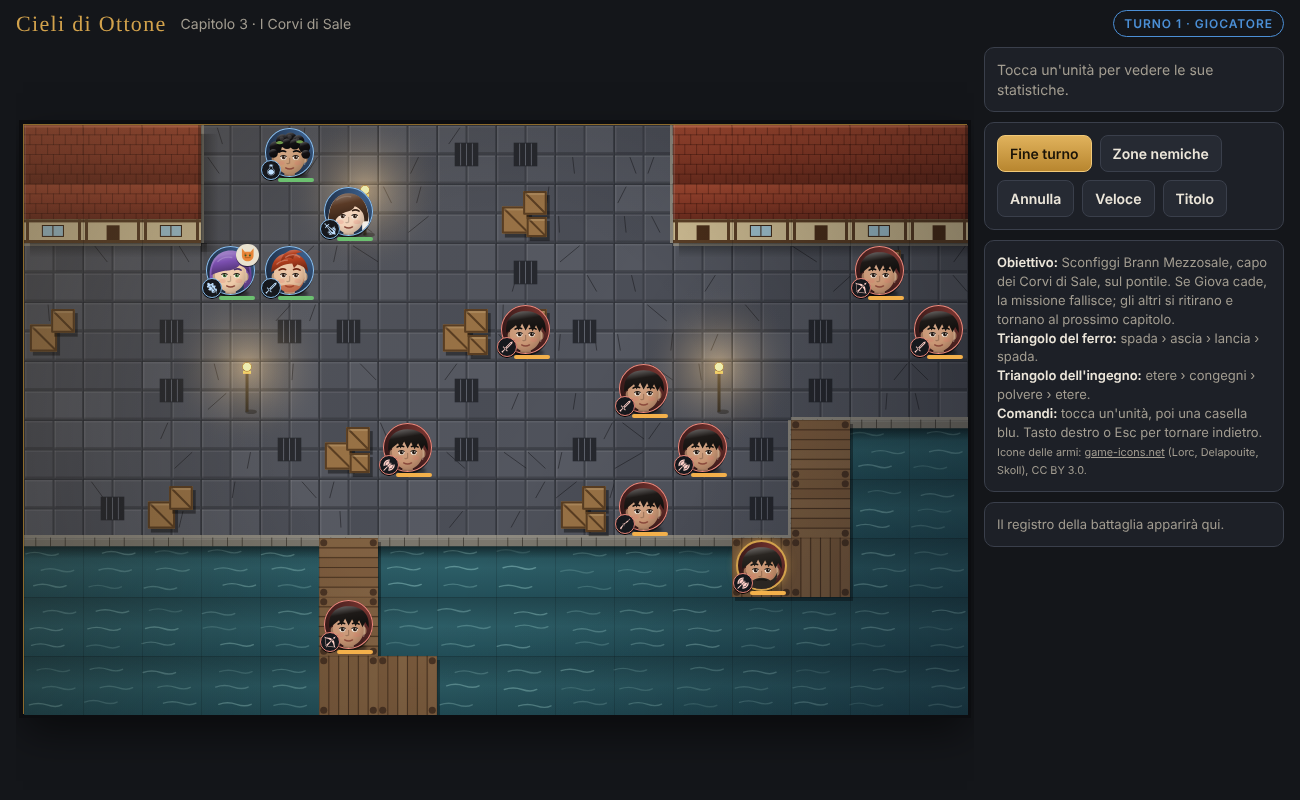 Cieli di Ottone
Capitolo 3 · I Corvi di Sale
TURNO 1 · GIOCATORE
Tocca un'unità per vedere le sue
statistiche.
Fine turno
Zone nemiche
Annulla
Veloce
Titolo
Obiettivo: Sconfiggi Brann Mezzosale, capo
dei Corvi di Sale, sul pontile. Se Giova cade,
la missione fallisce; gli altri si ritirano e
tornano al prossimo capitolo.
Triangolo del ferro: spada › ascia › lancia ›
spada.
Triangolo dell'ingegno: etere › congegni ›
polvere › etere.
Comandi: tocca un'unità, poi una casella
blu. Tasto destro o Esc per tornare indietro.
Icone delle armi: game-icons.net (Lorc, Delapouite,
Skoll), CC BY 3.0.
Il registro della battaglia apparirà qui.